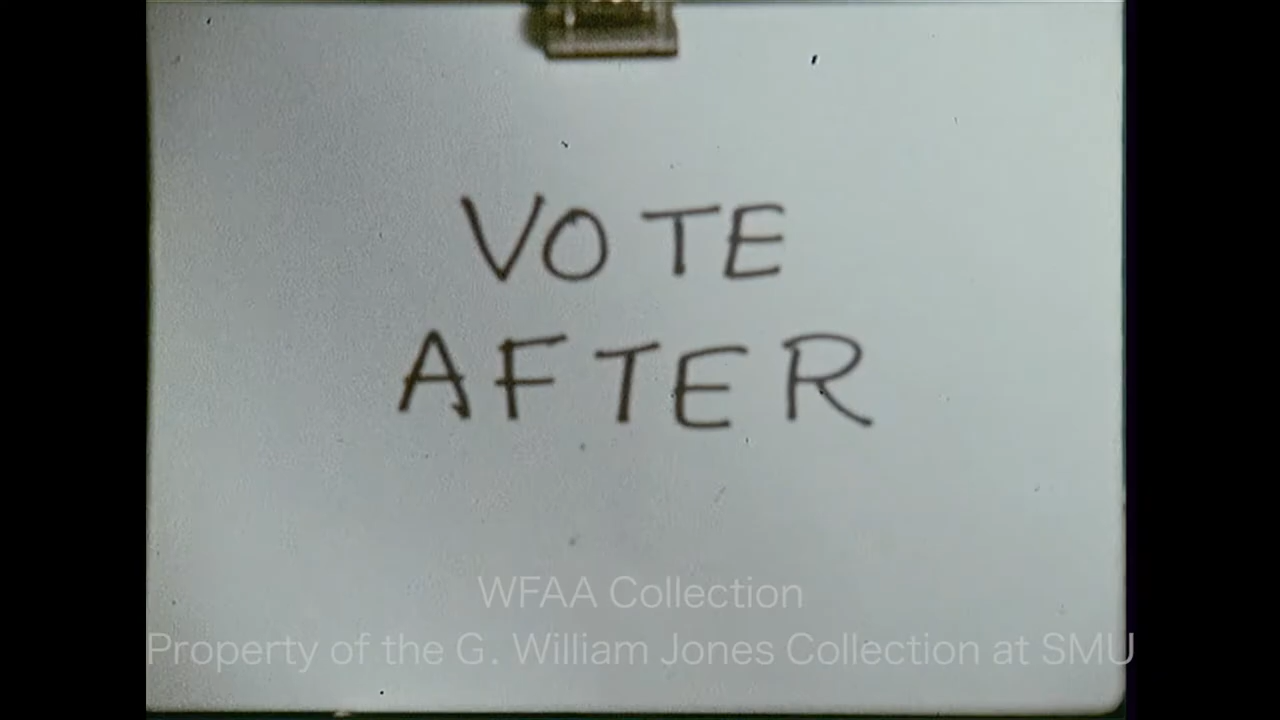 VOTE
AFTER
WFAA Collection
Property of the G. William Jones Collection at SMU